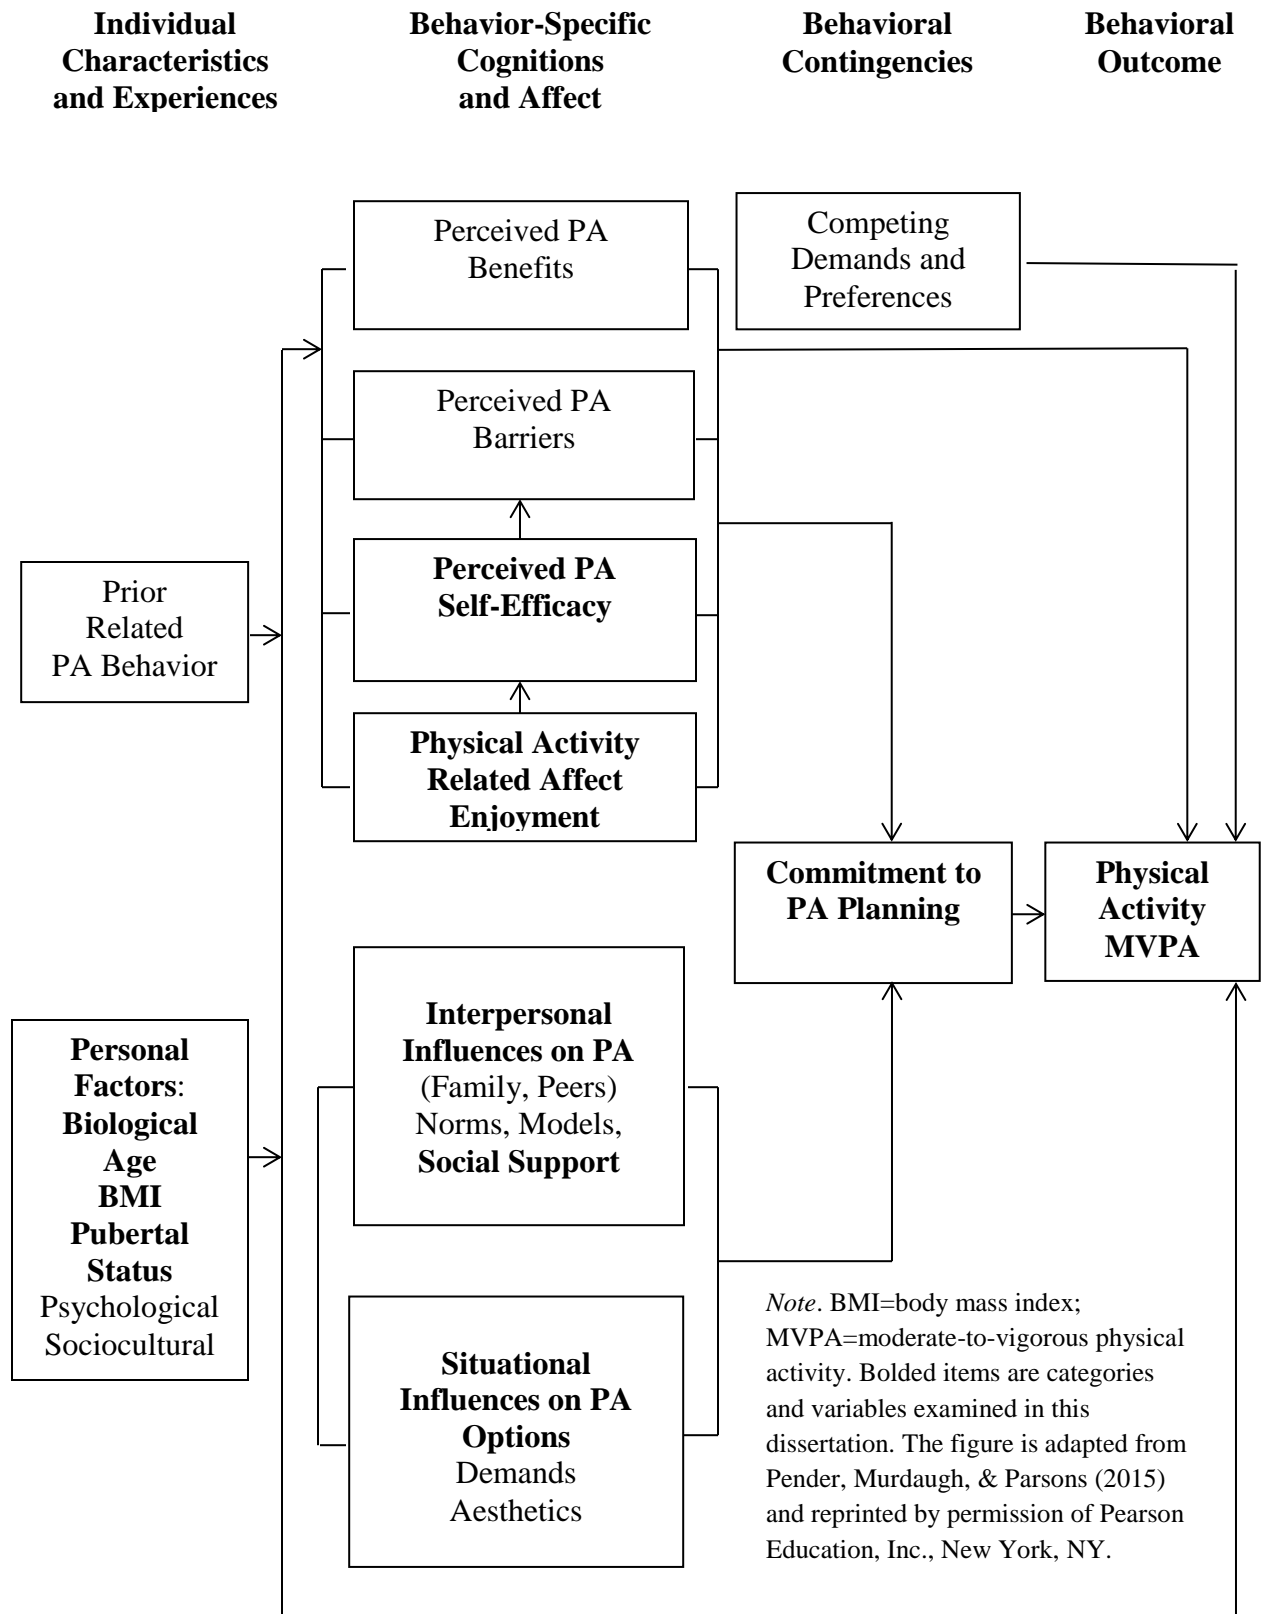 Individual
Characteristics
and Experiences
Behavior-Specific
Cognitions
and Affect
Behavioral
Contingencies
Behavioral
Outcome
Perceived PA
Benefits
Competing
Demands and
Preferences
Perceived PA
Barriers
Perceived PA
Self-Efficacy
Prior
Related
PA Behavior
Physical Activity
Related Affect
Enjoyment
Commitment to
PA Planning
Physical
Activity
MVPA
Personal
Factors:
Biological
Age
BMI
Pubertal
Status
Psychological
Sociocultural
Interpersonal
Influences on PA
(Family, Peers)
Norms, Models,
Social Support
Situational
Influences on PA
Options
Demands
Aesthetics
Note. BMI=body mass index;
MVPA=moderate-to-vigorous physical
activity. Bolded items are categories
and variables examined in this
dissertation. The figure is adapted from
Pender, Murdaugh, & Parsons (2015)
and reprinted by permission of Pearson
Education, Inc., New York, NY.